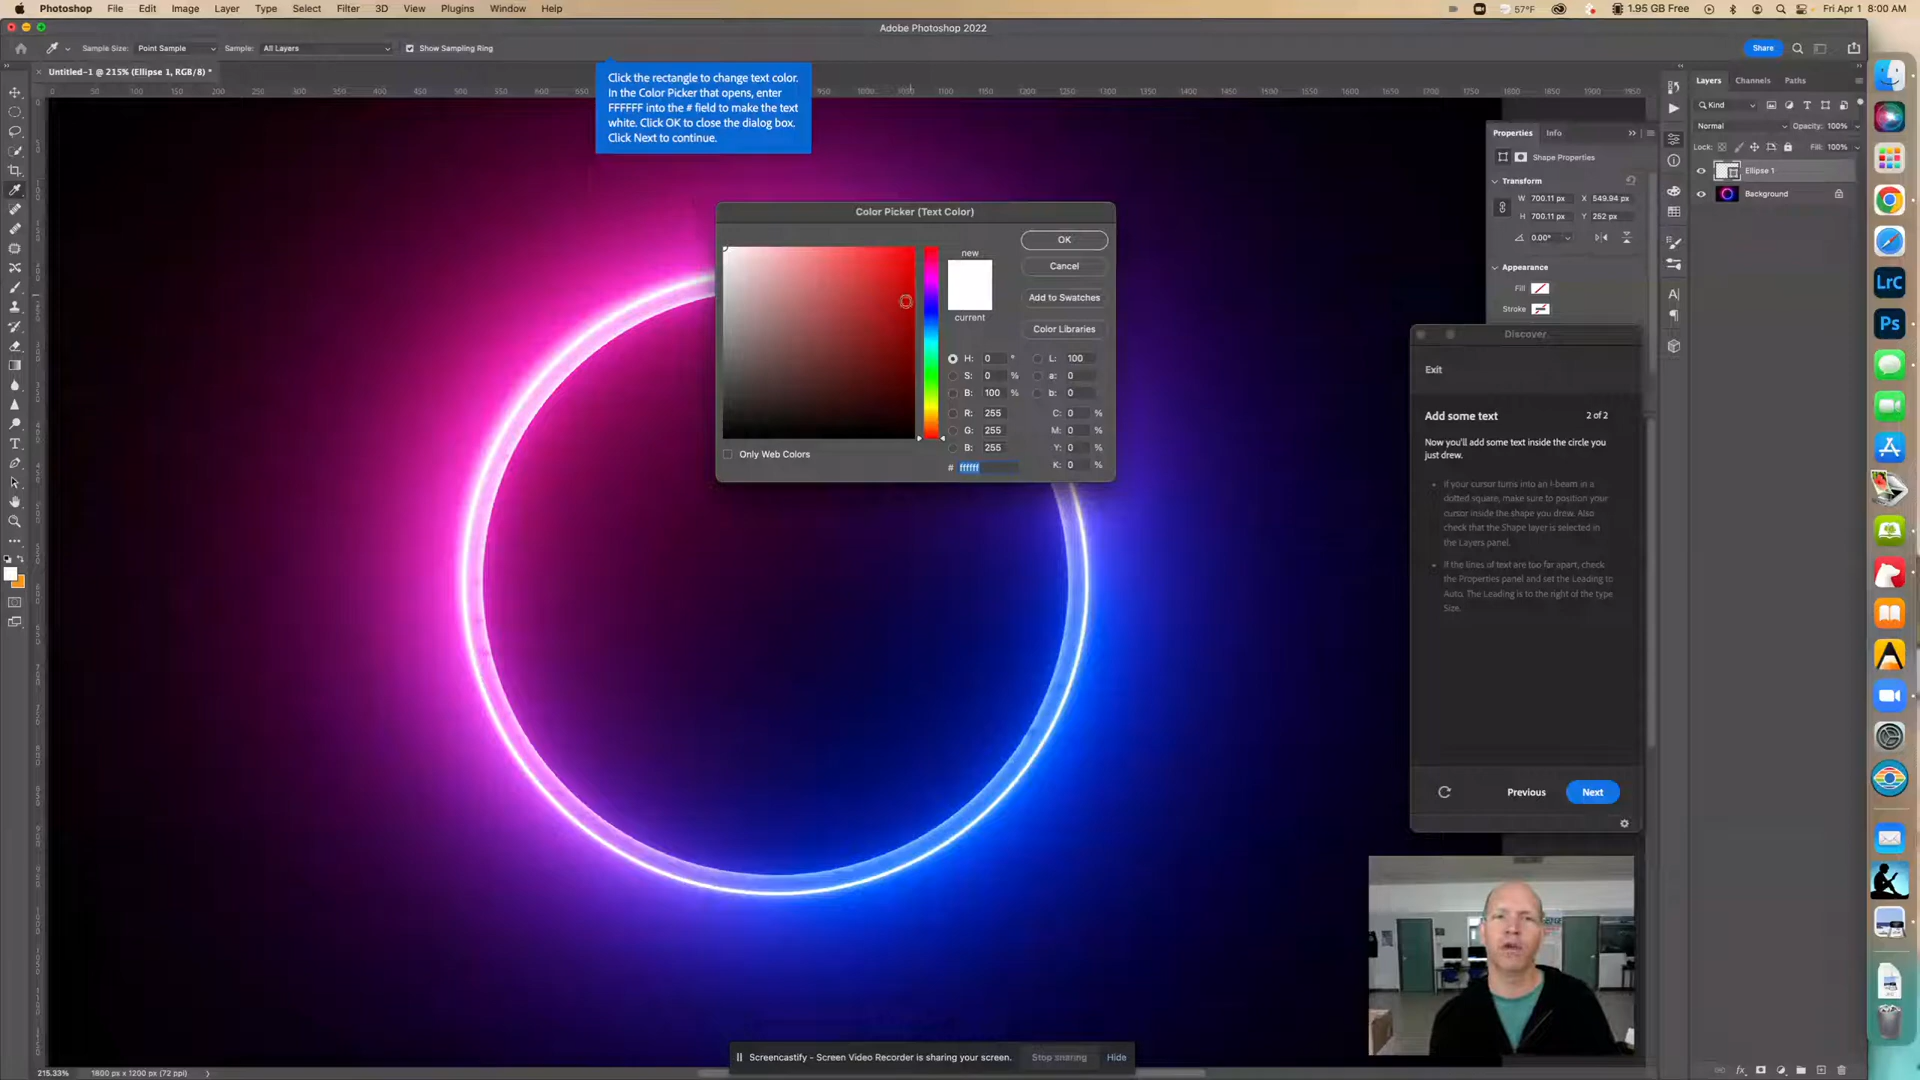 Photoshop File Edit Image Layer Type Select Filter 3D View Plugins Window Help
57°F 1.95 GB Free Fri Apr 1 8:00 AM
Adobe Photoshop 2022
Sample Size: Point Sample Sample: All Layers Show Sampling Ring
Share
Untitled-1 @ 215% (Ellipse 1, RGB/8) *
Click the rectangle to change text color.
In the Color Picker that opens, enter
FFFFFF into the # field to make the text
white. Click OK to close the dialog box.
Click Next to continue.
Color Picker (Text Color)
new
current
OK
Cancel
Add to Swatches
Color Libraries
H: 0 °
S: 0 %
B: 100 %
R: 255
G: 255
B: 255
# ffffff
L: 100
a: 0
b: 0
C: 0 %
M: 0 %
Y: 0 %
K: 0 %
Only Web Colors
Properties Info
Shape Properties
Transform
W 700.11 px X 549.94 px
H 700.11 px Y 252 px
0.00°
Appearance
Fill
Stroke
Layers Channels Paths
Kind
Normal Opacity: 100%
Lock: Fill: 100%
Ellipse 1
Background
Discover
Exit
Add some text 2 of 2
Now you'll add some text inside the circle you
just drew.
If your cursor turns into an I-beam in a
dotted square, make sure to position your
cursor inside the shape you drew. Also
check that the Shape layer is selected in
the Layers panel.
If the lines of text are too far apart, check
the Properties panel and set the Leading to
Auto. The Leading is to the right of the type
Size.
Previous Next
LrC
Ps
Screencastify - Screen Video Recorder is sharing your screen. Stop sharing Hide
215.33% 1800 px x 1200 px (72 ppi)